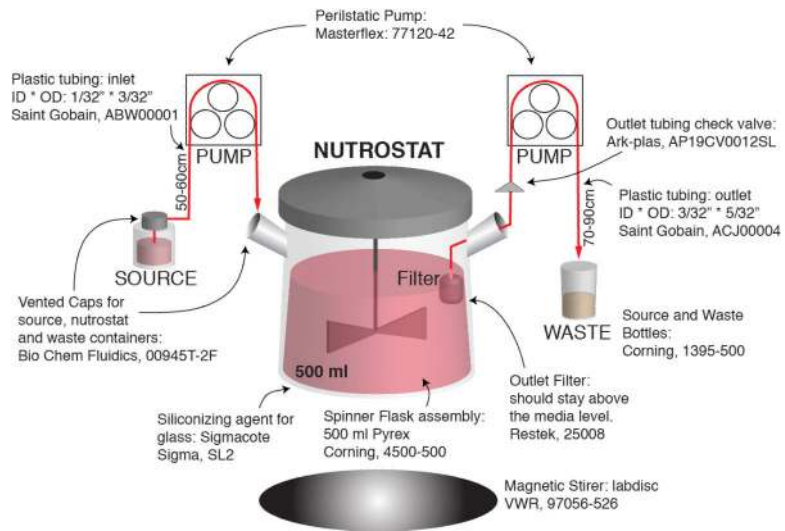 Perilstatic Pump:
Masterflex: 77120-42
Plastic tubing: inlet
ID * OD: 1/32” * 3/32”
Saint Gobain, ABW00001
PUMP
50-60cm
NUTROSTAT
PUMP
Outlet tubing check valve:
Ark-plas, AP19CV0012SL
Plastic tubing: outlet
ID * OD: 3/32” * 5/32”
Saint Gobain, ACJ00004
70-90cm
SOURCE
Filter
WASTE
Vented Caps for
source, nutrostat
and waste containers:
Bio Chem Fluidics, 00945T-2F
Source and Waste
Bottles:
Corning, 1395-500
500 ml
Siliconizing agent for
glass: Sigmacote
Sigma, SL2
Spinner Flask assembly:
500 ml Pyrex
Corning, 4500-500
Outlet Filter:
should stay above
the media level.
Restek, 25008
Magnetic Stirer: labdisc
VWR, 97056-526